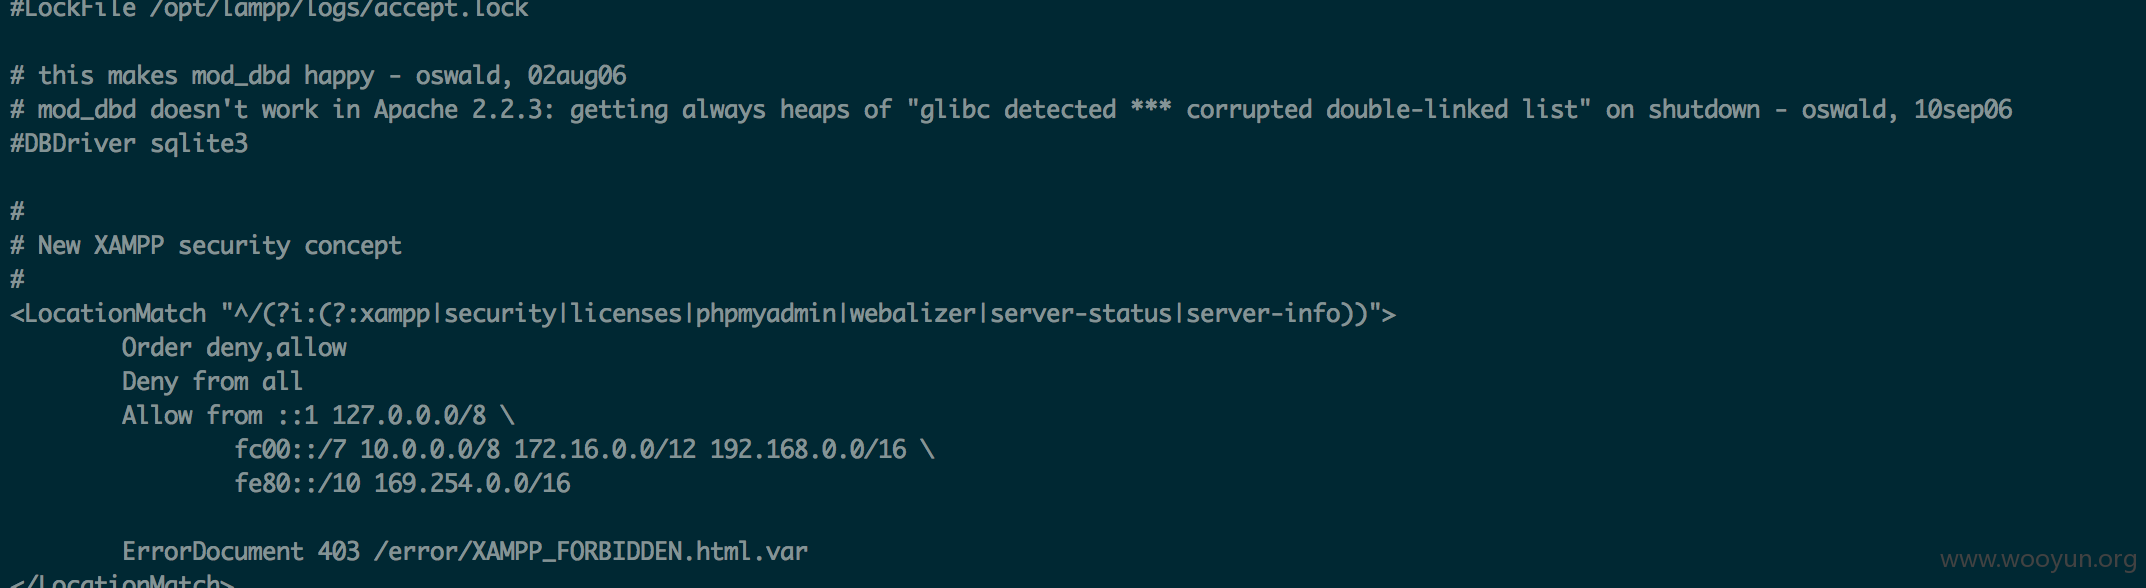 #LockFile /opt/lampp/logs/accept.lock
# this makes mod_dbd happy - oswald, 02aug06
# mod_dbd doesn't work in Apache 2.2.3: getting always heaps of "glibc detected *** corrupted double-linked list" on shutdown - oswald, 10sep06
#DBDriver sqlite3
#
# New XAMPP security concept
#
<LocationMatch "^/(?i:(?:xampp|security|licenses|phpmyadmin|webalizer|server-status|server-info))">
Order deny,allow
Deny from all
Allow from ::1 127.0.0.0/8 \
fc00::/7 10.0.0.0/8 172.16.0.0/12 192.168.0.0/16 \
fe80::/10 169.254.0.0/16
ErrorDocument 403 /error/XAMPP_FORBIDDEN.html.var
</LocationMatch>
www.wooyun.org